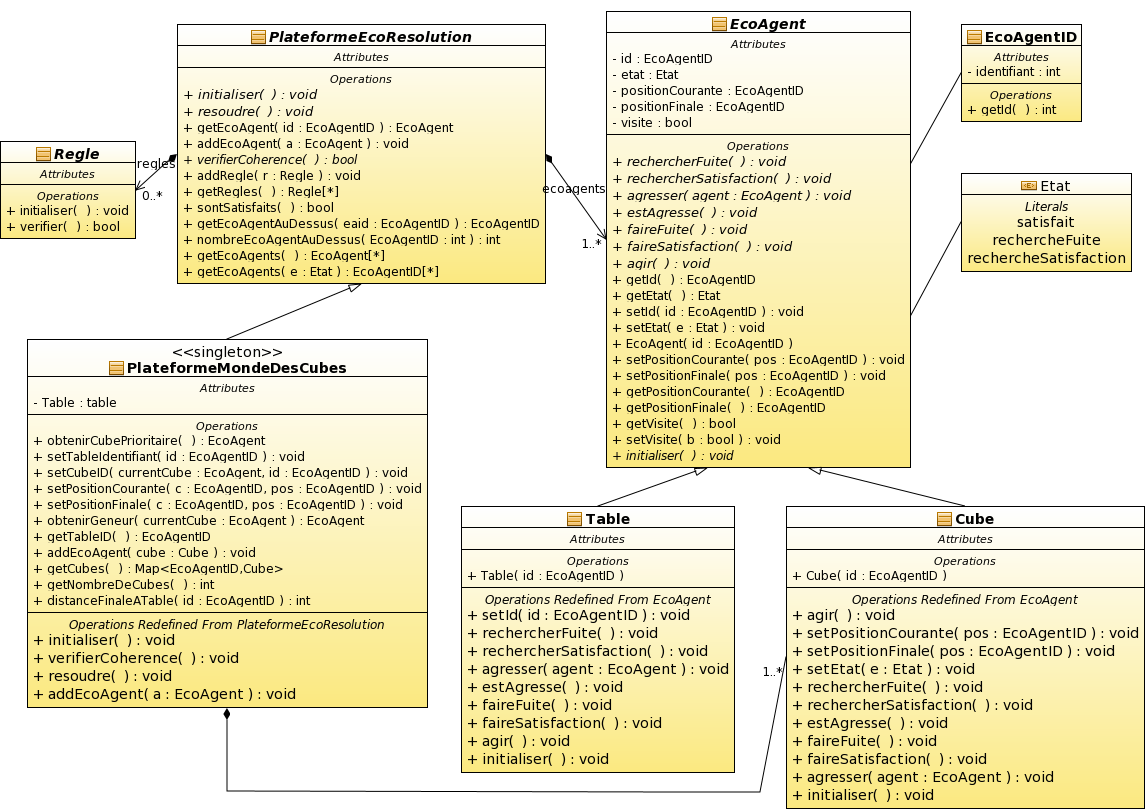 PlateformeEcoResolution
Attributes
Operations
+ initialiser(  ) : void
+ resoudre(  ) : void
+ getEcoAgent( id : EcoAgentID ) : EcoAgent
+ addEcoAgent( a : EcoAgent ) : void
+ verifierCoherence(  ) : bool
+ addRegle( r : Regle ) : void
+ getRegles(  ) : Regle[*]
+ sontSatisfaits(  ) : bool
+ getEcoAgentAuDessus( eaid : EcoAgentID ) : EcoAgentID
+ nombreEcoAgentAuDessus( EcoAgentID : int ) : int
+ getEcoAgents(  ) : EcoAgent[*]
+ getEcoAgents( e : Etat ) : EcoAgentID[*]
Regle
Attributes
Operations
+ initialiser(  ) : void
+ verifier(  ) : bool
regles
0..*
ecoagents
1..*
EcoAgent
Attributes
- id : EcoAgentID
- etat : Etat
- positionCourante : EcoAgentID
- positionFinale : EcoAgentID
- visite : bool
Operations
+ rechercherFuite(  ) : void
+ rechercherSatisfaction(  ) : void
+ agresser( agent : EcoAgent ) : void
+ estAgresse(  ) : void
+ faireFuite(  ) : void
+ faireSatisfaction(  ) : void
+ agir(  ) : void
+ getId(  ) : EcoAgentID
+ getEtat(  ) : Etat
+ setId( id : EcoAgentID ) : void
+ setEtat( e : Etat ) : void
+ EcoAgent( id : EcoAgentID )
+ setPositionCourante( pos : EcoAgentID ) : void
+ setPositionFinale( pos : EcoAgentID ) : void
+ getPositionCourante(  ) : EcoAgentID
+ getPositionFinale(  ) : EcoAgentID
+ getVisite(  ) : bool
+ setVisite( b : bool ) : void
+ initialiser(  ) : void
EcoAgentID
Attributes
- identifiant : int
Operations
+ getId(  ) : int
Etat
Literals
satisfait
rechercheFuite
rechercheSatisfaction
<<singleton>>
PlateformeMondeDesCubes
Attributes
- Table : table
Operations
+ obtenirCubePrioritaire(  ) : EcoAgent
+ setTableIdentifiant( id : EcoAgentID ) : void
+ setCubeID( currentCube : EcoAgent, id : EcoAgentID ) : void
+ setPositionCourante( c : EcoAgentID, pos : EcoAgentID ) : void
+ setPositionFinale( c : EcoAgentID, pos : EcoAgentID ) : void
+ obtenirGeneur( currentCube : EcoAgent ) : EcoAgent
+ getTableID(  ) : EcoAgentID
+ addEcoAgent( cube : Cube ) : void
+ getCubes(  ) : Map<EcoAgentID,Cube>
+ getNombreDeCubes(  ) : int
+ distanceFinaleATable( id : EcoAgentID ) : int
Operations Redefined From PlateformeEcoResolution
+ initialiser(  ) : void
+ verifierCoherence(  ) : void
+ resoudre(  ) : void
+ addEcoAgent( a : EcoAgent ) : void
Table
Attributes
Operations
+ Table( id : EcoAgentID )
Operations Redefined From EcoAgent
+ setId( id : EcoAgentID ) : void
+ rechercherFuite(  ) : void
+ rechercherSatisfaction(  ) : void
+ agresser( agent : EcoAgent ) : void
+ estAgresse(  ) : void
+ faireFuite(  ) : void
+ faireSatisfaction(  ) : void
+ agir(  ) : void
+ initialiser(  ) : void
1..*
Cube
Attributes
Operations
+ Cube( id : EcoAgentID )
Operations Redefined From EcoAgent
+ agir(  ) : void
+ setPositionCourante( pos : EcoAgentID ) : void
+ setPositionFinale( pos : EcoAgentID ) : void
+ setEtat( e : Etat ) : void
+ rechercherFuite(  ) : void
+ rechercherSatisfaction(  ) : void
+ estAgresse(  ) : void
+ faireFuite(  ) : void
+ faireSatisfaction(  ) : void
+ agresser( agent : EcoAgent ) : void
+ initialiser(  ) : void